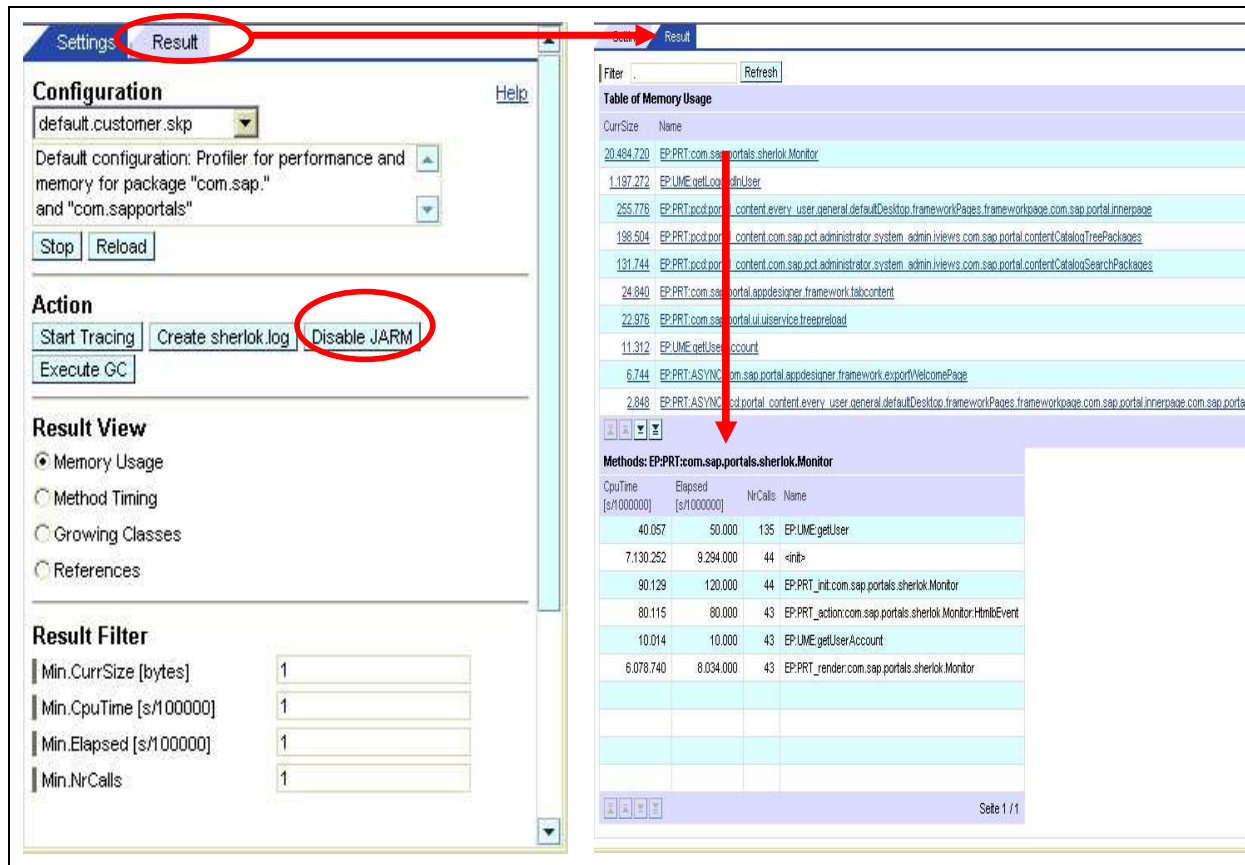 Settings Result
Configuration Help
default.customer.skp
Default configuration: Profiler for performance and
memory for package "com.sap."
and "com.sapportals"
Stop Reload
Action
Start Tracing Create sherlok.log Disable JARM
Execute GC
Result View
Memory Usage
Method Timing
Growing Classes
References
Result Filter
Min.CurrSize [bytes] 1
Min.CpuTime [s/100000] 1
Min.Elapsed [s/100000] 1
Min.NrCalls 1
Result
Filter . Refresh
Table of Memory Usage
CurrSize Name
20.484.720 EP:PRT:com.sap.portals.sherlok.Monitor
1.197.272 EP:UME:getLoggedInUser
255.776 EP:PRT:pcd:portal_content.every_user.general.defaultDesktop.frameworkPages.frameworkpage.com.sap.portal.innerpage
198.504 EP:PRT:pcd:portal_content.com.sap.pct.administrator.system_admin.iviews.com.sap.portal.contentCatalogTreePackages
131.744 EP:PRT:pcd:portal_content.com.sap.pct.administrator.system_admin.iviews.com.sap.portal.contentCatalogSearchPackages
24.840 EP:PRT:com.sap.portal.appdesigner.framework.tabcontent
22.976 EP:PRT:com.sap.portal.ui.uiservice.treepreload
11.312 EP:UME:getUserAccount
6.744 EP:PRT:ASYNC:com.sap.portal.appdesigner.framework.exportWelcomePage
2.848 EP:PRT:ASYNC:pcd:portal_content.every_user.general.defaultDesktop.frameworkPages.frameworkpage.com.sap.portal.innerpage.com.sap.porta
Methods: EP:PRT:com.sap.portals.sherlok.Monitor
CpuTime [s/1000000] Elapsed [s/1000000] NrCalls Name
40.057 50.000 135 EP:UME:getUser
7.130.252 9.294.000 44 <init>
90.129 120.000 44 EP:PRT_init:com.sap.portals.sherlok.Monitor
80.115 80.000 43 EP:PRT_action:com.sap.portals.sherlok.Monitor:HtmlbEvent
10.014 10.000 43 EP:UME:getUserAccount
6.078.740 8.034.000 43 EP:PRT_render:com.sap.portals.sherlok.Monitor
Seite 1 / 1